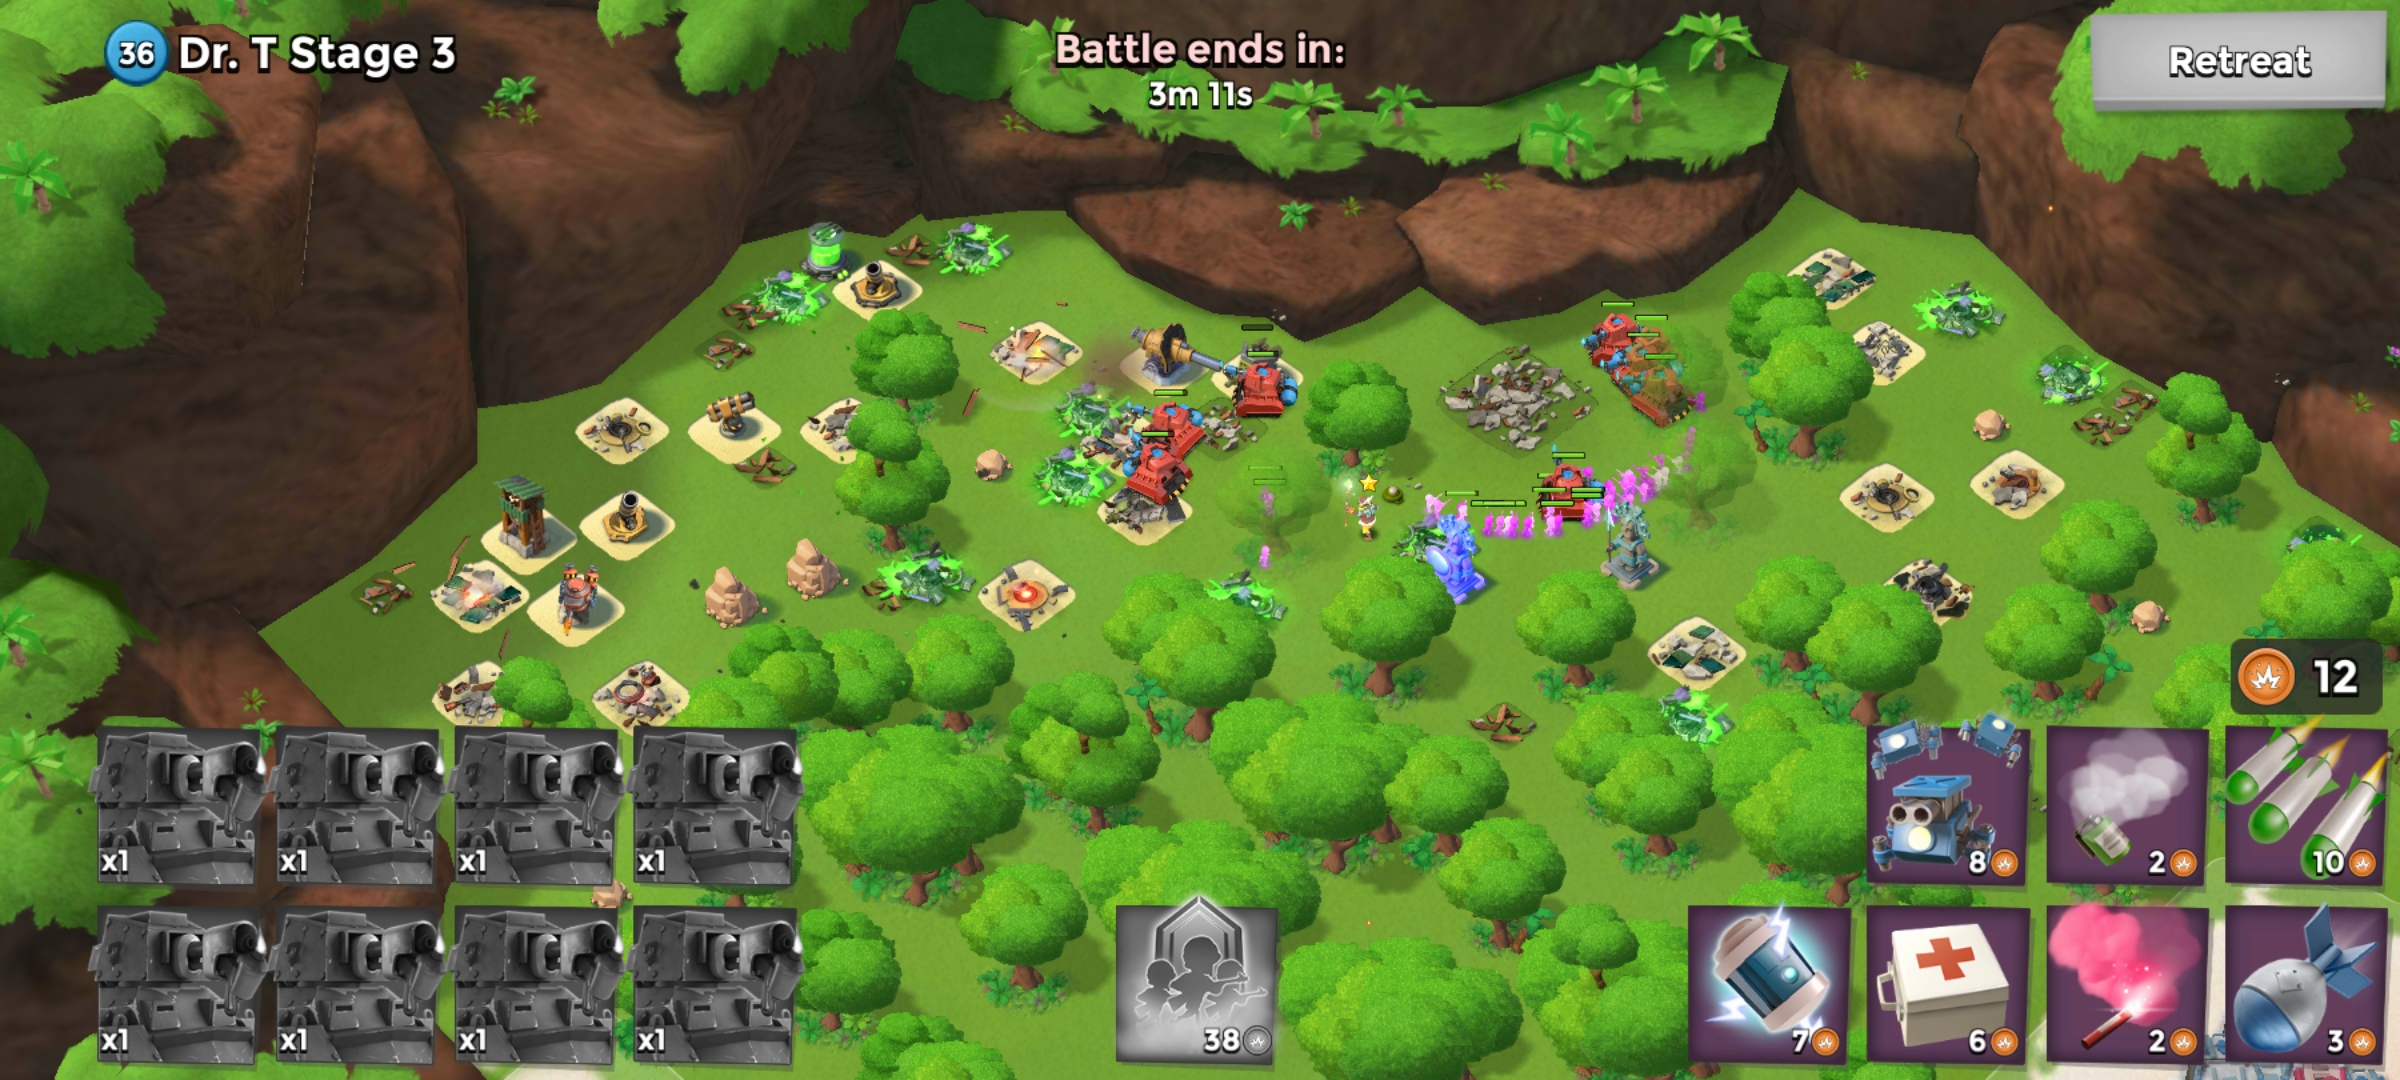 36 Dr. T Stage 3
Battle ends in:
3m 11s
Retreat
12
x1 x1 x1 x1
8 2 10
x1 x1 x1 x1
38
7 6 2 3